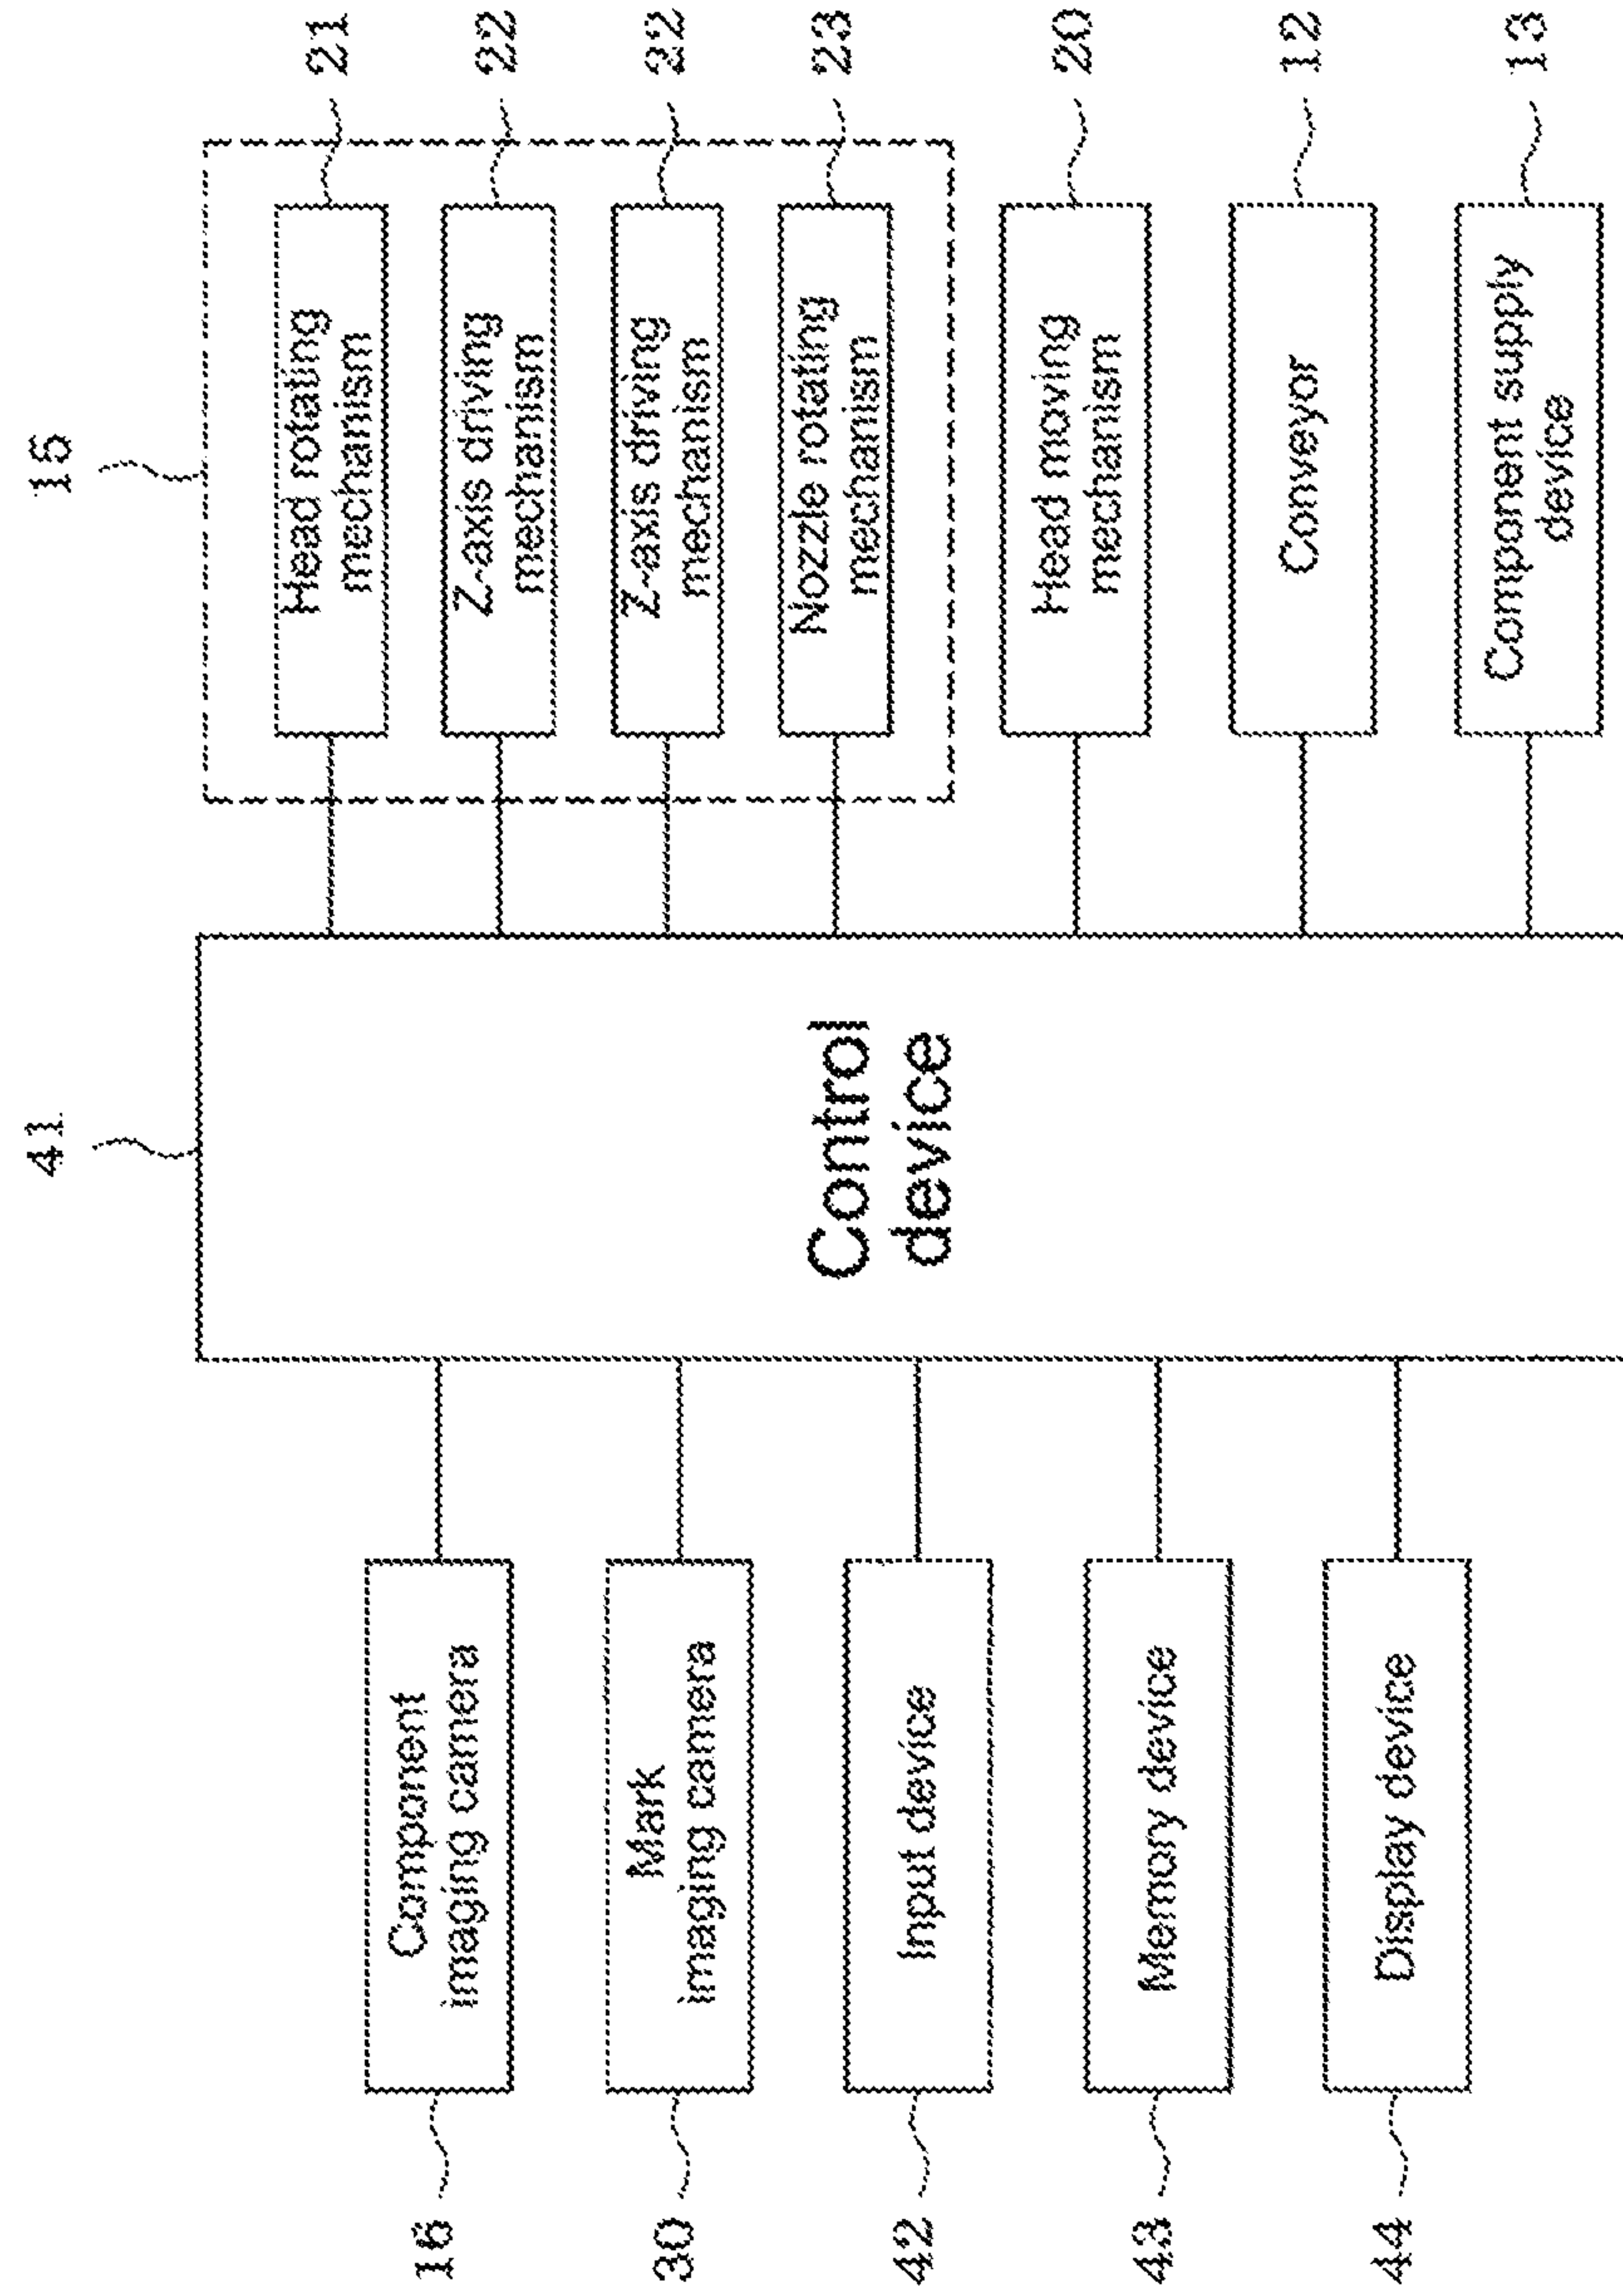 41
15
Head rotating
mechanism
21
Z-axis driving
mechanism
22
16
Component
imaging camera
Z-axis driving
mechanism
22
30
Mark
imaging camera
Nozzle rotating
mechanism
23
Control
device
42
Input device
Head moving
mechanism
20
43
Memory device
Conveyor
12
44
Display device
Component supply
device
13